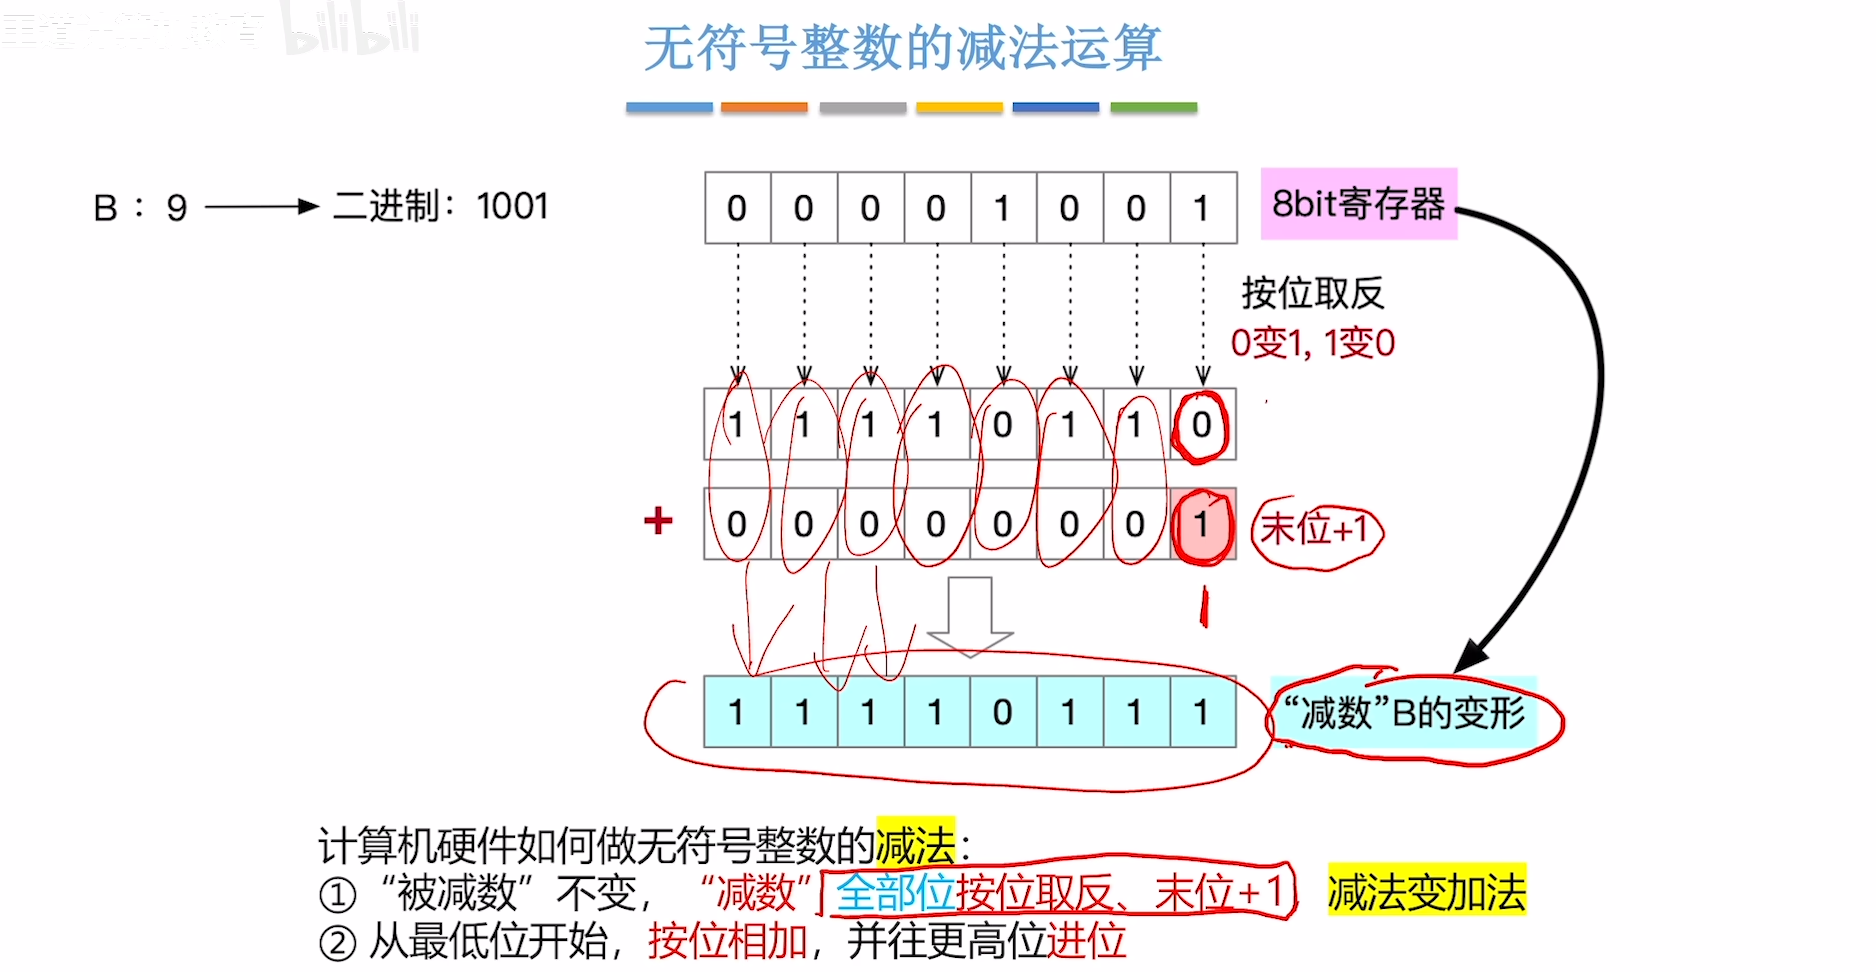 bilibili
无符号整数的减法运算
B：9 二进制：1001
0 0 0 0 1 0 0 1
8bit寄存器
按位取反
0变1, 1变0
1 1 1 1 0 1 1 0
+ 0 0 0 0 0 0 0 1 末位+1
1 1 1 1 0 1 1 1
“减数”B的变形
计算机硬件如何做无符号整数的减法：
① “被减数” 不变， “减数” 全部位按位取反、末位+1 减法变加法
② 从最低位开始，按位相加，并往更高位进位